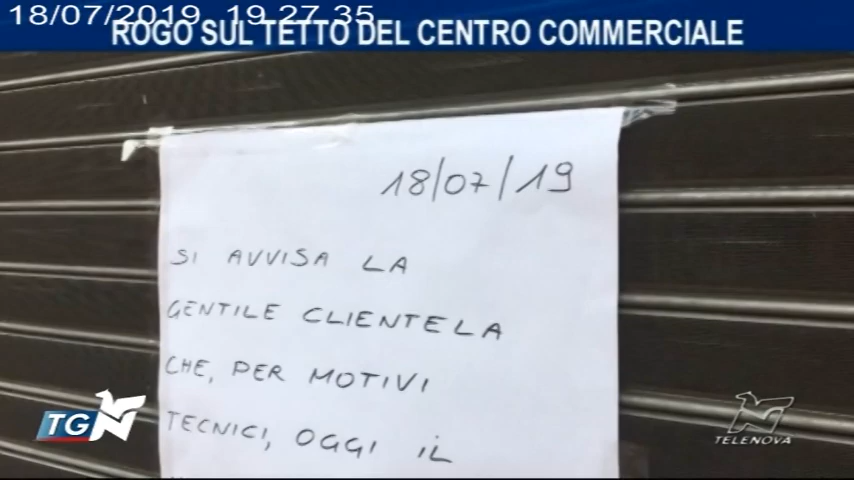 18/07/2019 19.27.35
ROGO SUL TETTO DEL CENTRO COMMERCIALE
18/07/19
SI AVVISA LA
GENTILE CLIENTELA
CHE, PER MOTIVI
TECNICI, OGGI IL
TGN
TELENOVA